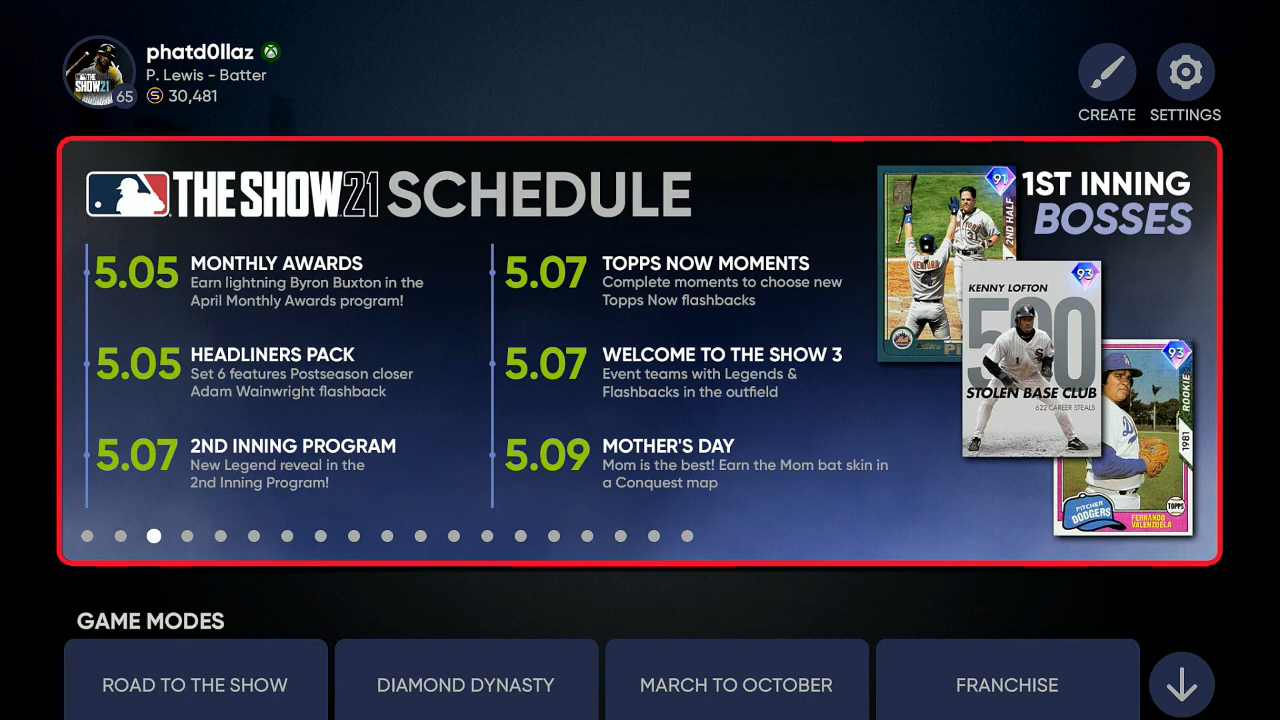 phatd0llaz
P. Lewis - Batter
65
30,481
CREATE
SETTINGS
THE SHOW 21 SCHEDULE
5.05
MONTHLY AWARDS
Earn lightning Byron Buxton in the
April Monthly Awards program!
5.05
HEADLINERS PACK
Set 6 features Postseason closer
Adam Wainwright flashback
5.07
2ND INNING PROGRAM
New Legend reveal in the
2nd Inning Program!
5.07
TOPPS NOW MOMENTS
Complete moments to choose new
Topps Now flashbacks
5.07
WELCOME TO THE SHOW 3
Event teams with Legends &
Flashbacks in the outfield
5.09
MOTHER'S DAY
Mom is the best! Earn the Mom bat skin in
a Conquest map
1ST INNING
BOSSES
91
2ND HALF
93
KENNY LOFTON
500
STOLEN BASE CLUB
622 CAREER STEALS
93
ROOKIE
1981
PITCHER
DODGERS
TOPPS
FERNANDO
VALENZUELA
GAME MODES
ROAD TO THE SHOW
DIAMOND DYNASTY
MARCH TO OCTOBER
FRANCHISE